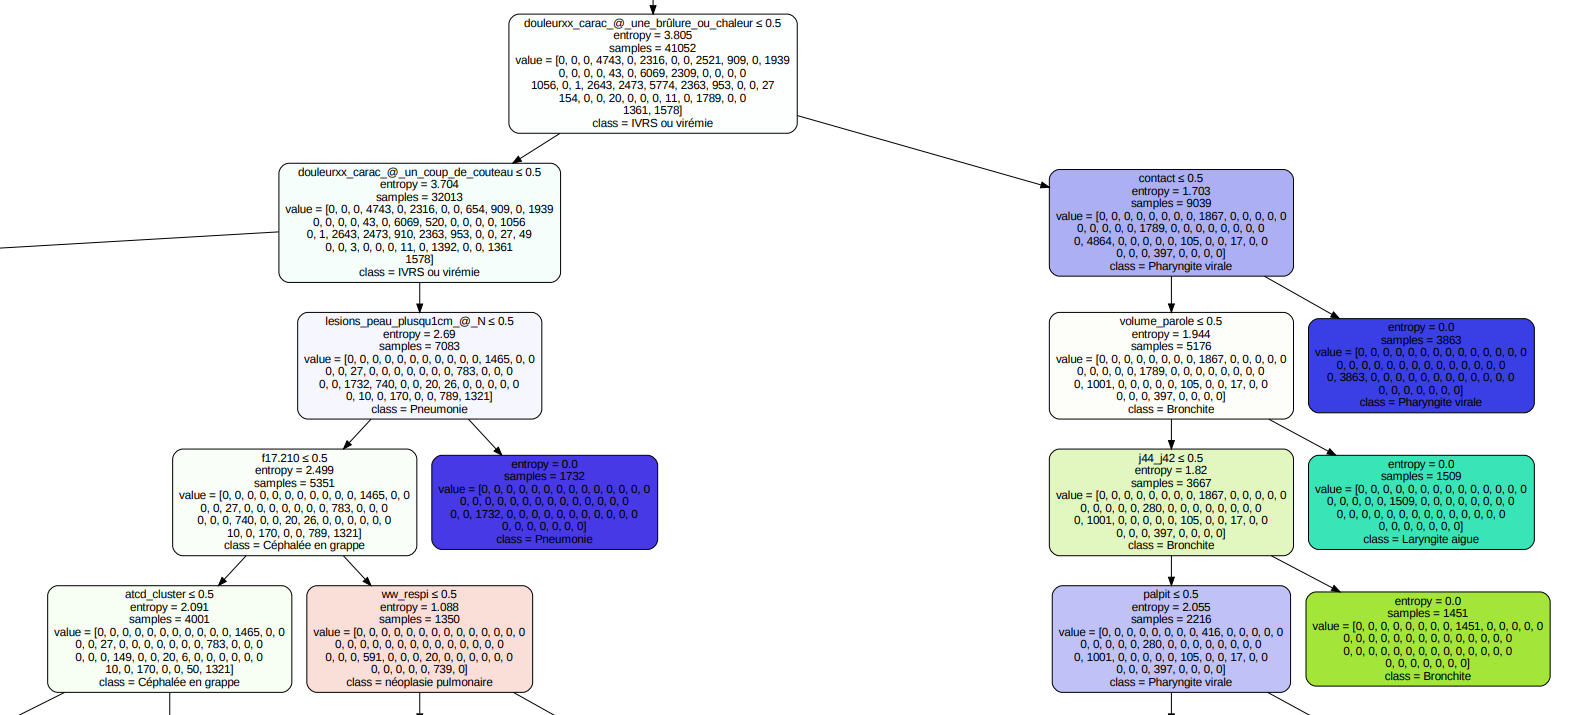 douleurxx_carac_@_une_brûlure_ou_chaleur ≤ 0.5
entropy = 3.805
samples = 41052
value = [0, 0, 0, 4743, 0, 2316, 0, 0, 2521, 909, 0, 1939
0, 0, 0, 0, 43, 0, 6069, 2309, 0, 0, 0, 0
1056, 0, 1, 2643, 2473, 5774, 2363, 953, 0, 0, 27
154, 0, 0, 20, 0, 0, 0, 11, 0, 1789, 0, 0
1361, 1578]
class = IVRS ou virémie
douleurxx_carac_@_un_coup_de_couteau ≤ 0.5
entropy = 3.704
samples = 32013
value = [0, 0, 0, 4743, 0, 2316, 0, 0, 654, 909, 0, 1939
0, 0, 0, 0, 43, 0, 6069, 520, 0, 0, 0, 0, 1056
0, 1, 2643, 2473, 910, 2363, 953, 0, 0, 27, 49
0, 0, 3, 0, 0, 0, 11, 0, 1392, 0, 0, 1361
1578]
class = IVRS ou virémie
contact ≤ 0.5
entropy = 1.703
samples = 9039
value = [0, 0, 0, 0, 0, 0, 0, 0, 1867, 0, 0, 0, 0, 0
0, 0, 0, 0, 0, 1789, 0, 0, 0, 0, 0, 0, 0, 0
0, 4864, 0, 0, 0, 0, 0, 105, 0, 0, 17, 0, 0
0, 0, 0, 397, 0, 0, 0, 0]
class = Pharyngite virale
lesions_peau_plusqu1cm_@_N ≤ 0.5
entropy = 2.69
samples = 7083
value = [0, 0, 0, 0, 0, 0, 0, 0, 0, 0, 0, 1465, 0, 0
0, 0, 27, 0, 0, 0, 0, 0, 0, 0, 783, 0, 0, 0
0, 0, 1732, 740, 0, 0, 20, 26, 0, 0, 0, 0, 0
0, 10, 0, 170, 0, 0, 789, 1321]
class = Pneumonie
volume_parole ≤ 0.5
entropy = 1.944
samples = 5176
value = [0, 0, 0, 0, 0, 0, 0, 0, 1867, 0, 0, 0, 0, 0
0, 0, 0, 0, 0, 1789, 0, 0, 0, 0, 0, 0, 0, 0
0, 1001, 0, 0, 0, 0, 0, 105, 0, 0, 17, 0, 0
0, 0, 0, 397, 0, 0, 0, 0]
class = Bronchite
entropy = 0.0
samples = 3863
value = [0, 0, 0, 0, 0, 0, 0, 0, 0, 0, 0, 0, 0, 0
0, 0, 0, 0, 0, 0, 0, 0, 0, 0, 0, 0, 0, 0
0, 3863, 0, 0, 0, 0, 0, 0, 0, 0, 0, 0, 0
0, 0, 0, 0, 0, 0, 0]
class = Pharyngite virale
f17.210 ≤ 0.5
entropy = 2.499
samples = 5351
value = [0, 0, 0, 0, 0, 0, 0, 0, 0, 0, 0, 1465, 0, 0
0, 0, 27, 0, 0, 0, 0, 0, 0, 0, 783, 0, 0, 0
0, 0, 0, 740, 0, 0, 20, 26, 0, 0, 0, 0, 0, 0
10, 0, 170, 0, 0, 789, 1321]
class = Céphalée en grappe
entropy = 0.0
samples = 1732
value = [0, 0, 0, 0, 0, 0, 0, 0, 0, 0, 0, 0, 0, 0
0, 0, 0, 0, 0, 0, 0, 0, 0, 0, 0, 0, 0, 0
0, 0, 1732, 0, 0, 0, 0, 0, 0, 0, 0, 0, 0
0, 0, 0, 0, 0, 0, 0]
class = Pneumonie
j44_j42 ≤ 0.5
entropy = 1.82
samples = 3667
value = [0, 0, 0, 0, 0, 0, 0, 0, 1867, 0, 0, 0, 0, 0
0, 0, 0, 0, 0, 280, 0, 0, 0, 0, 0, 0, 0, 0
0, 1001, 0, 0, 0, 0, 0, 105, 0, 0, 17, 0, 0
0, 0, 0, 397, 0, 0, 0, 0]
class = Bronchite
entropy = 0.0
samples = 1509
value = [0, 0, 0, 0, 0, 0, 0, 0, 0, 0, 0, 0, 0, 0
0, 0, 0, 0, 0, 1509, 0, 0, 0, 0, 0, 0, 0, 0
0, 0, 0, 0, 0, 0, 0, 0, 0, 0, 0, 0, 0, 0
0, 0, 0, 0, 0, 0, 0]
class = Laryngite aigue
atcd_cluster ≤ 0.5
entropy = 2.091
samples = 4001
value = [0, 0, 0, 0, 0, 0, 0, 0, 0, 0, 0, 1465, 0, 0
0, 0, 27, 0, 0, 0, 0, 0, 0, 0, 783, 0, 0, 0
0, 0, 0, 149, 0, 0, 20, 6, 0, 0, 0, 0, 0, 0
10, 0, 170, 0, 0, 50, 1321]
class = Céphalée en grappe
ww_respi ≤ 0.5
entropy = 1.088
samples = 1350
value = [0, 0, 0, 0, 0, 0, 0, 0, 0, 0, 0, 0, 0, 0
0, 0, 0, 0, 0, 0, 0, 0, 0, 0, 0, 0, 0, 0
0, 0, 0, 591, 0, 0, 0, 20, 0, 0, 0, 0, 0, 0
0, 0, 0, 0, 0, 739, 0]
class = néoplasie pulmonaire
palpit ≤ 0.5
entropy = 2.055
samples = 2216
value = [0, 0, 0, 0, 0, 0, 0, 0, 416, 0, 0, 0, 0, 0
0, 0, 0, 0, 0, 280, 0, 0, 0, 0, 0, 0, 0, 0
0, 1001, 0, 0, 0, 0, 0, 105, 0, 0, 17, 0, 0
0, 0, 0, 397, 0, 0, 0, 0]
class = Pharyngite virale
entropy = 0.0
samples = 1451
value = [0, 0, 0, 0, 0, 0, 0, 0, 1451, 0, 0, 0, 0, 0
0, 0, 0, 0, 0, 0, 0, 0, 0, 0, 0, 0, 0, 0
0, 0, 0, 0, 0, 0, 0, 0, 0, 0, 0, 0, 0, 0
0, 0, 0, 0, 0, 0, 0]
class = Bronchite